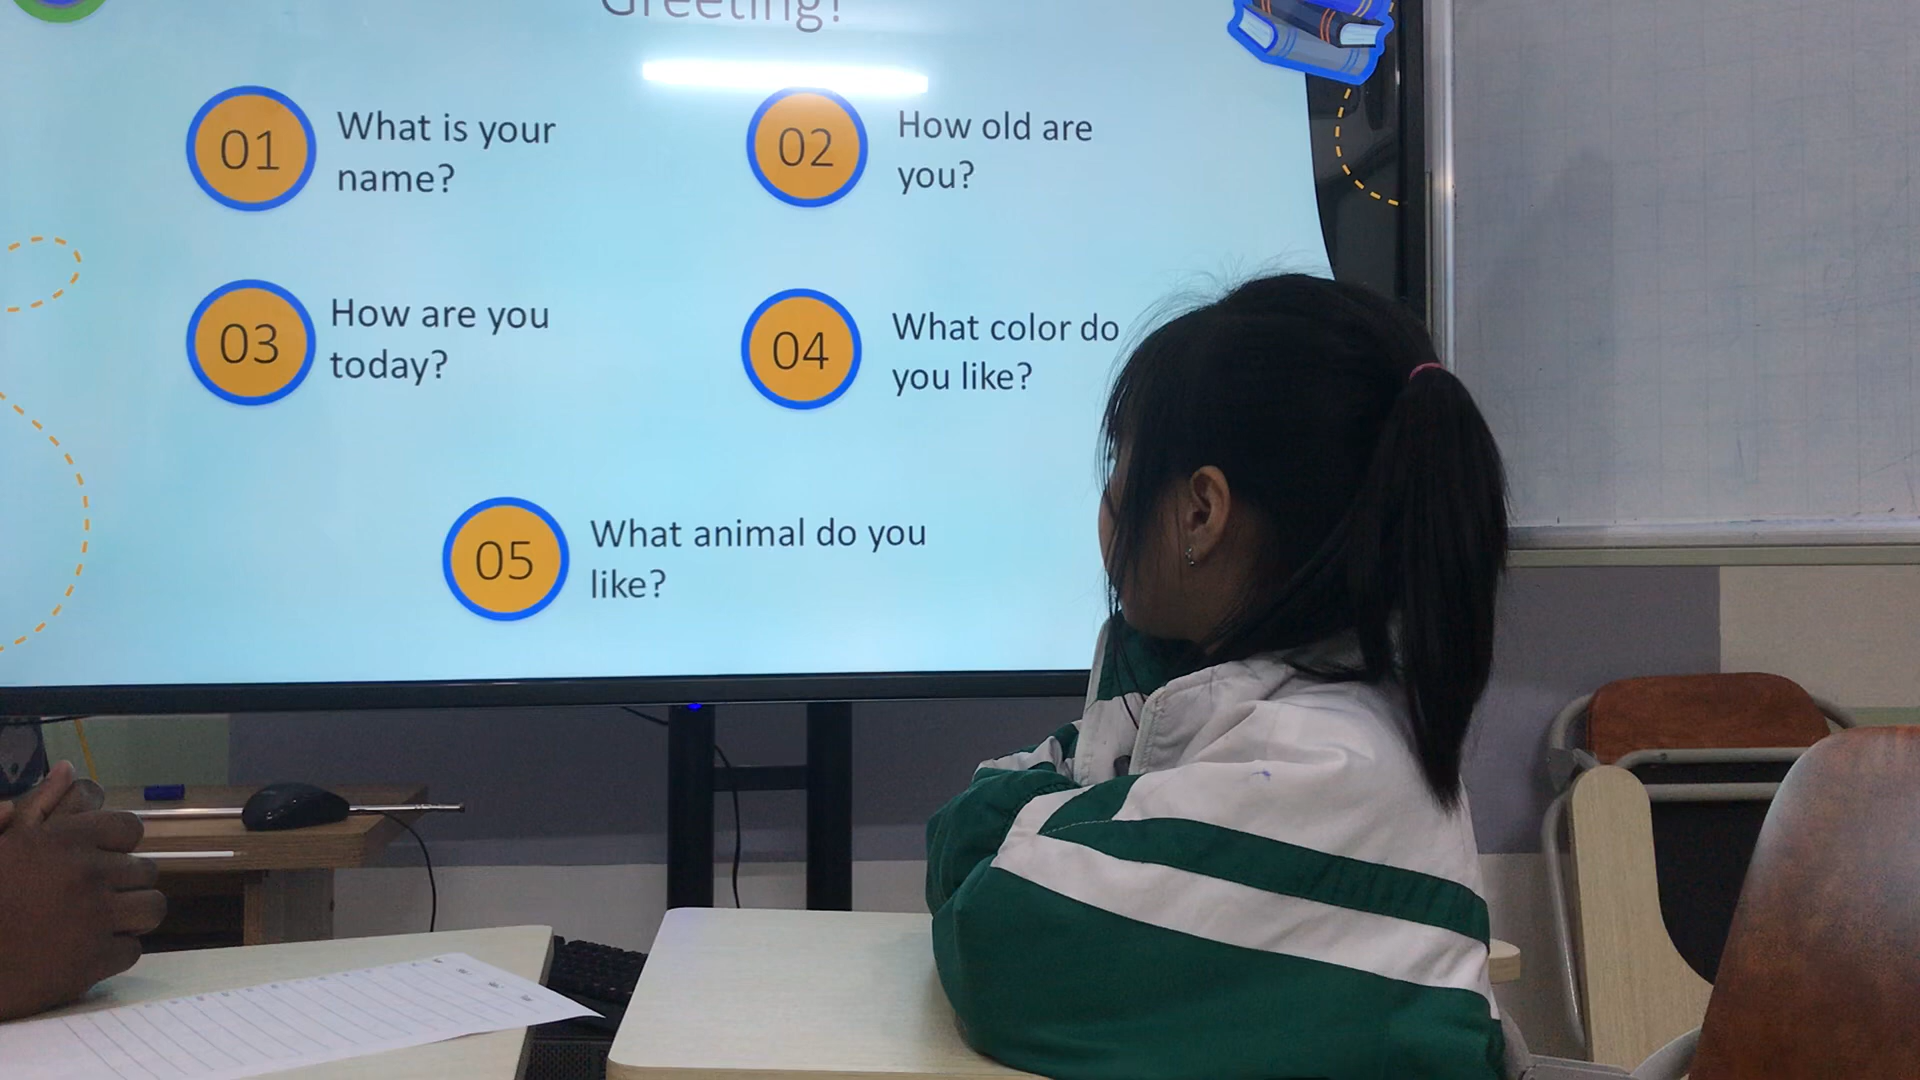 Greeting!
01
What is your
name?
02
How old are
you?
03
How are you
today?
04
What color do
you like?
05
What animal do you
like?